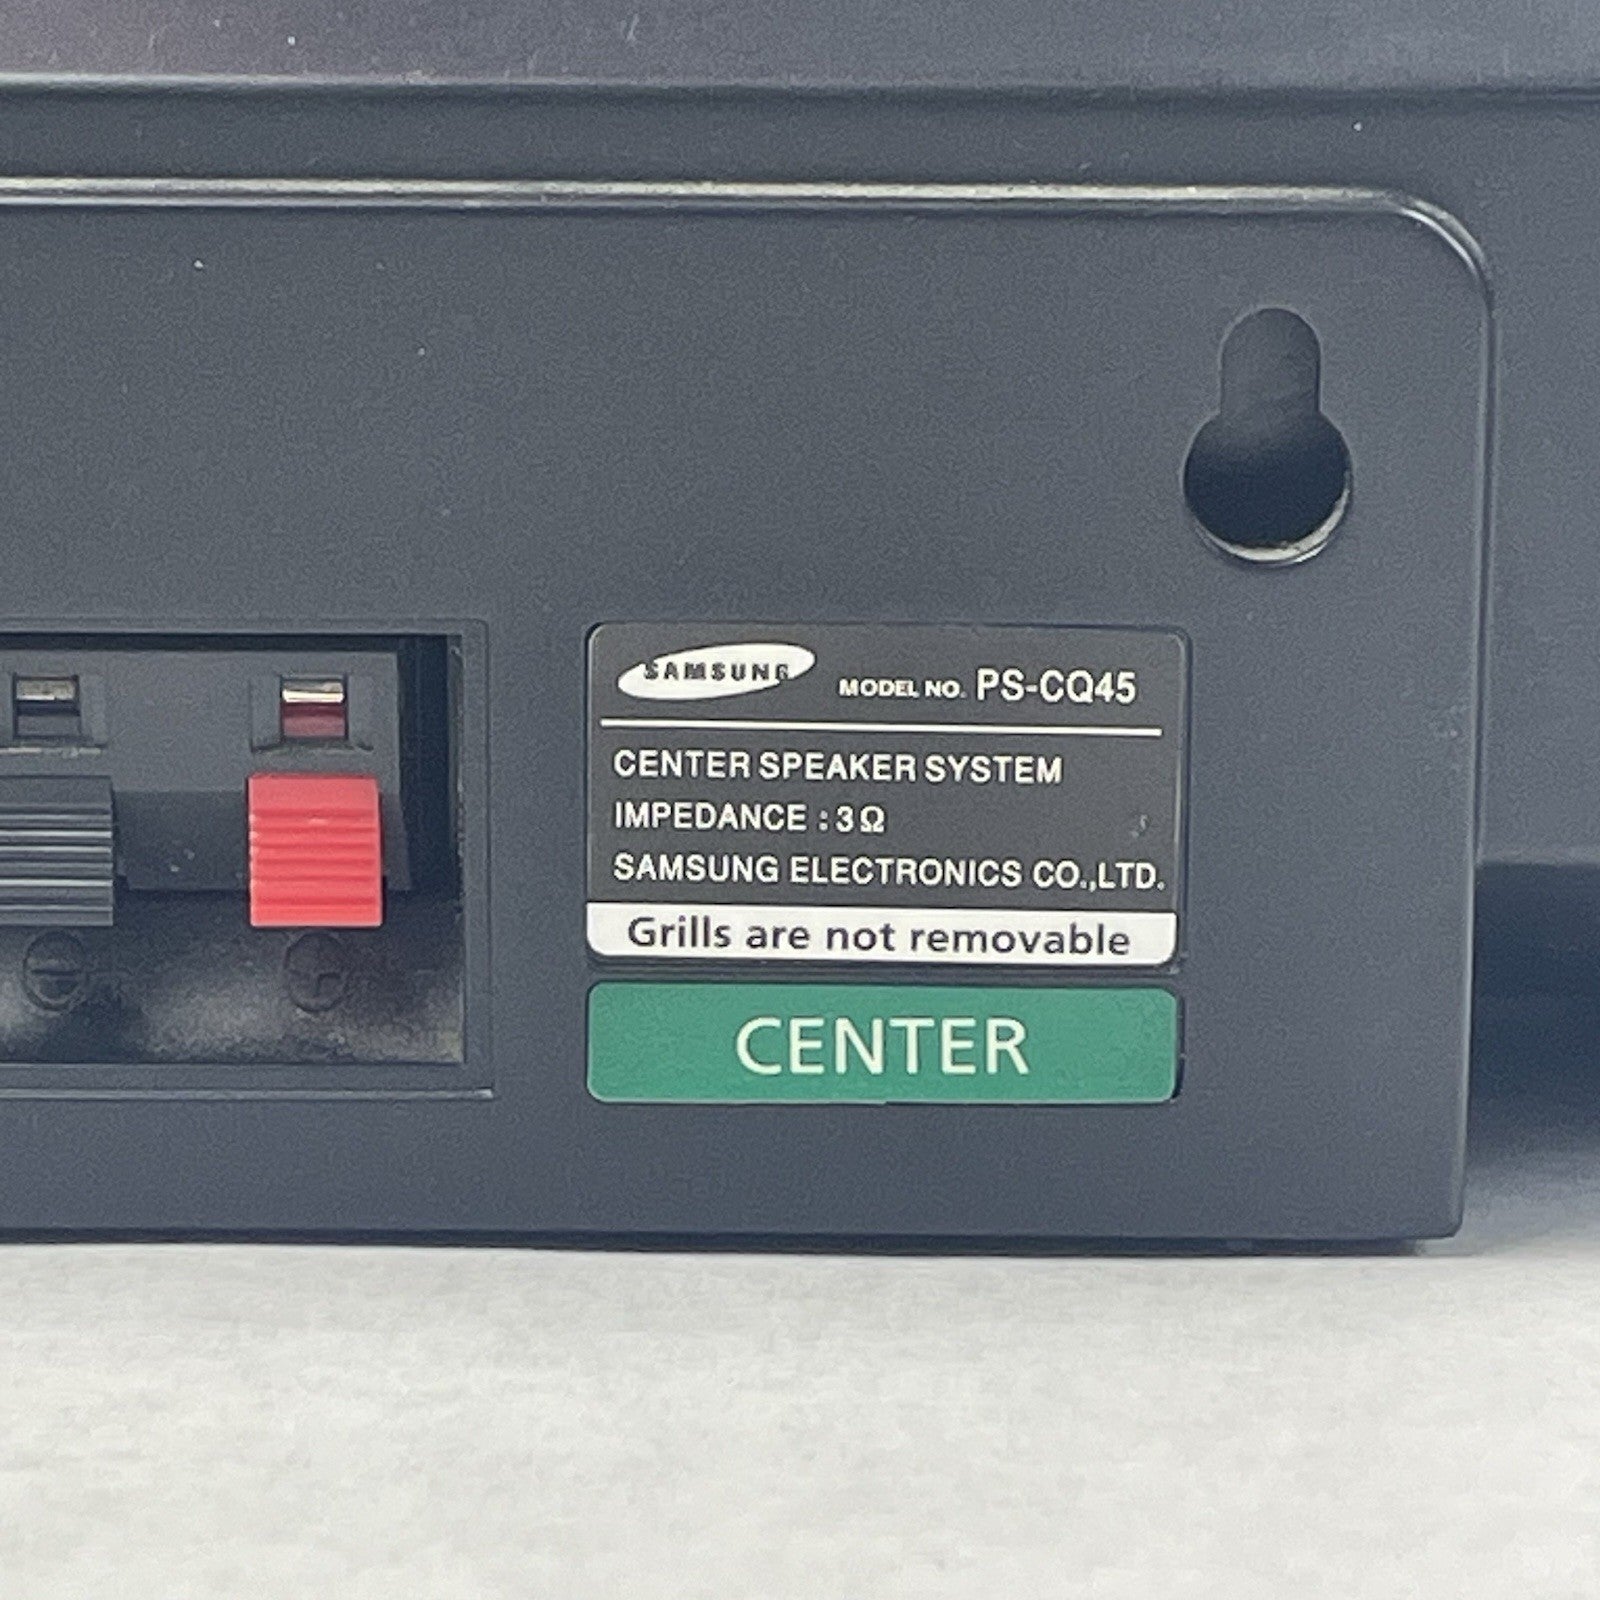 SAMSUNG MODEL NO. PS-CQ45
CENTER SPEAKER SYSTEM
IMPEDANCE : 3Ω
SAMSUNG ELECTRONICS CO.,LTD.
Grills are not removable
CENTER